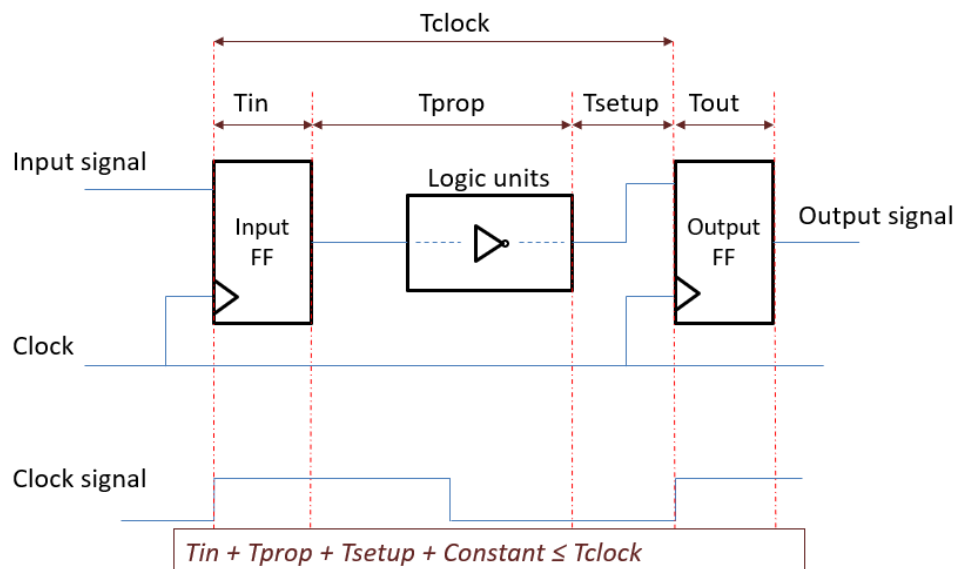 Tclock
Tin
Tprop
Tsetup
Tout
Input signal
Logic units
Input
FF
Output
FF
Output signal
Clock
Clock signal
Tin + Tprop + Tsetup + Constant ≤ Tclock